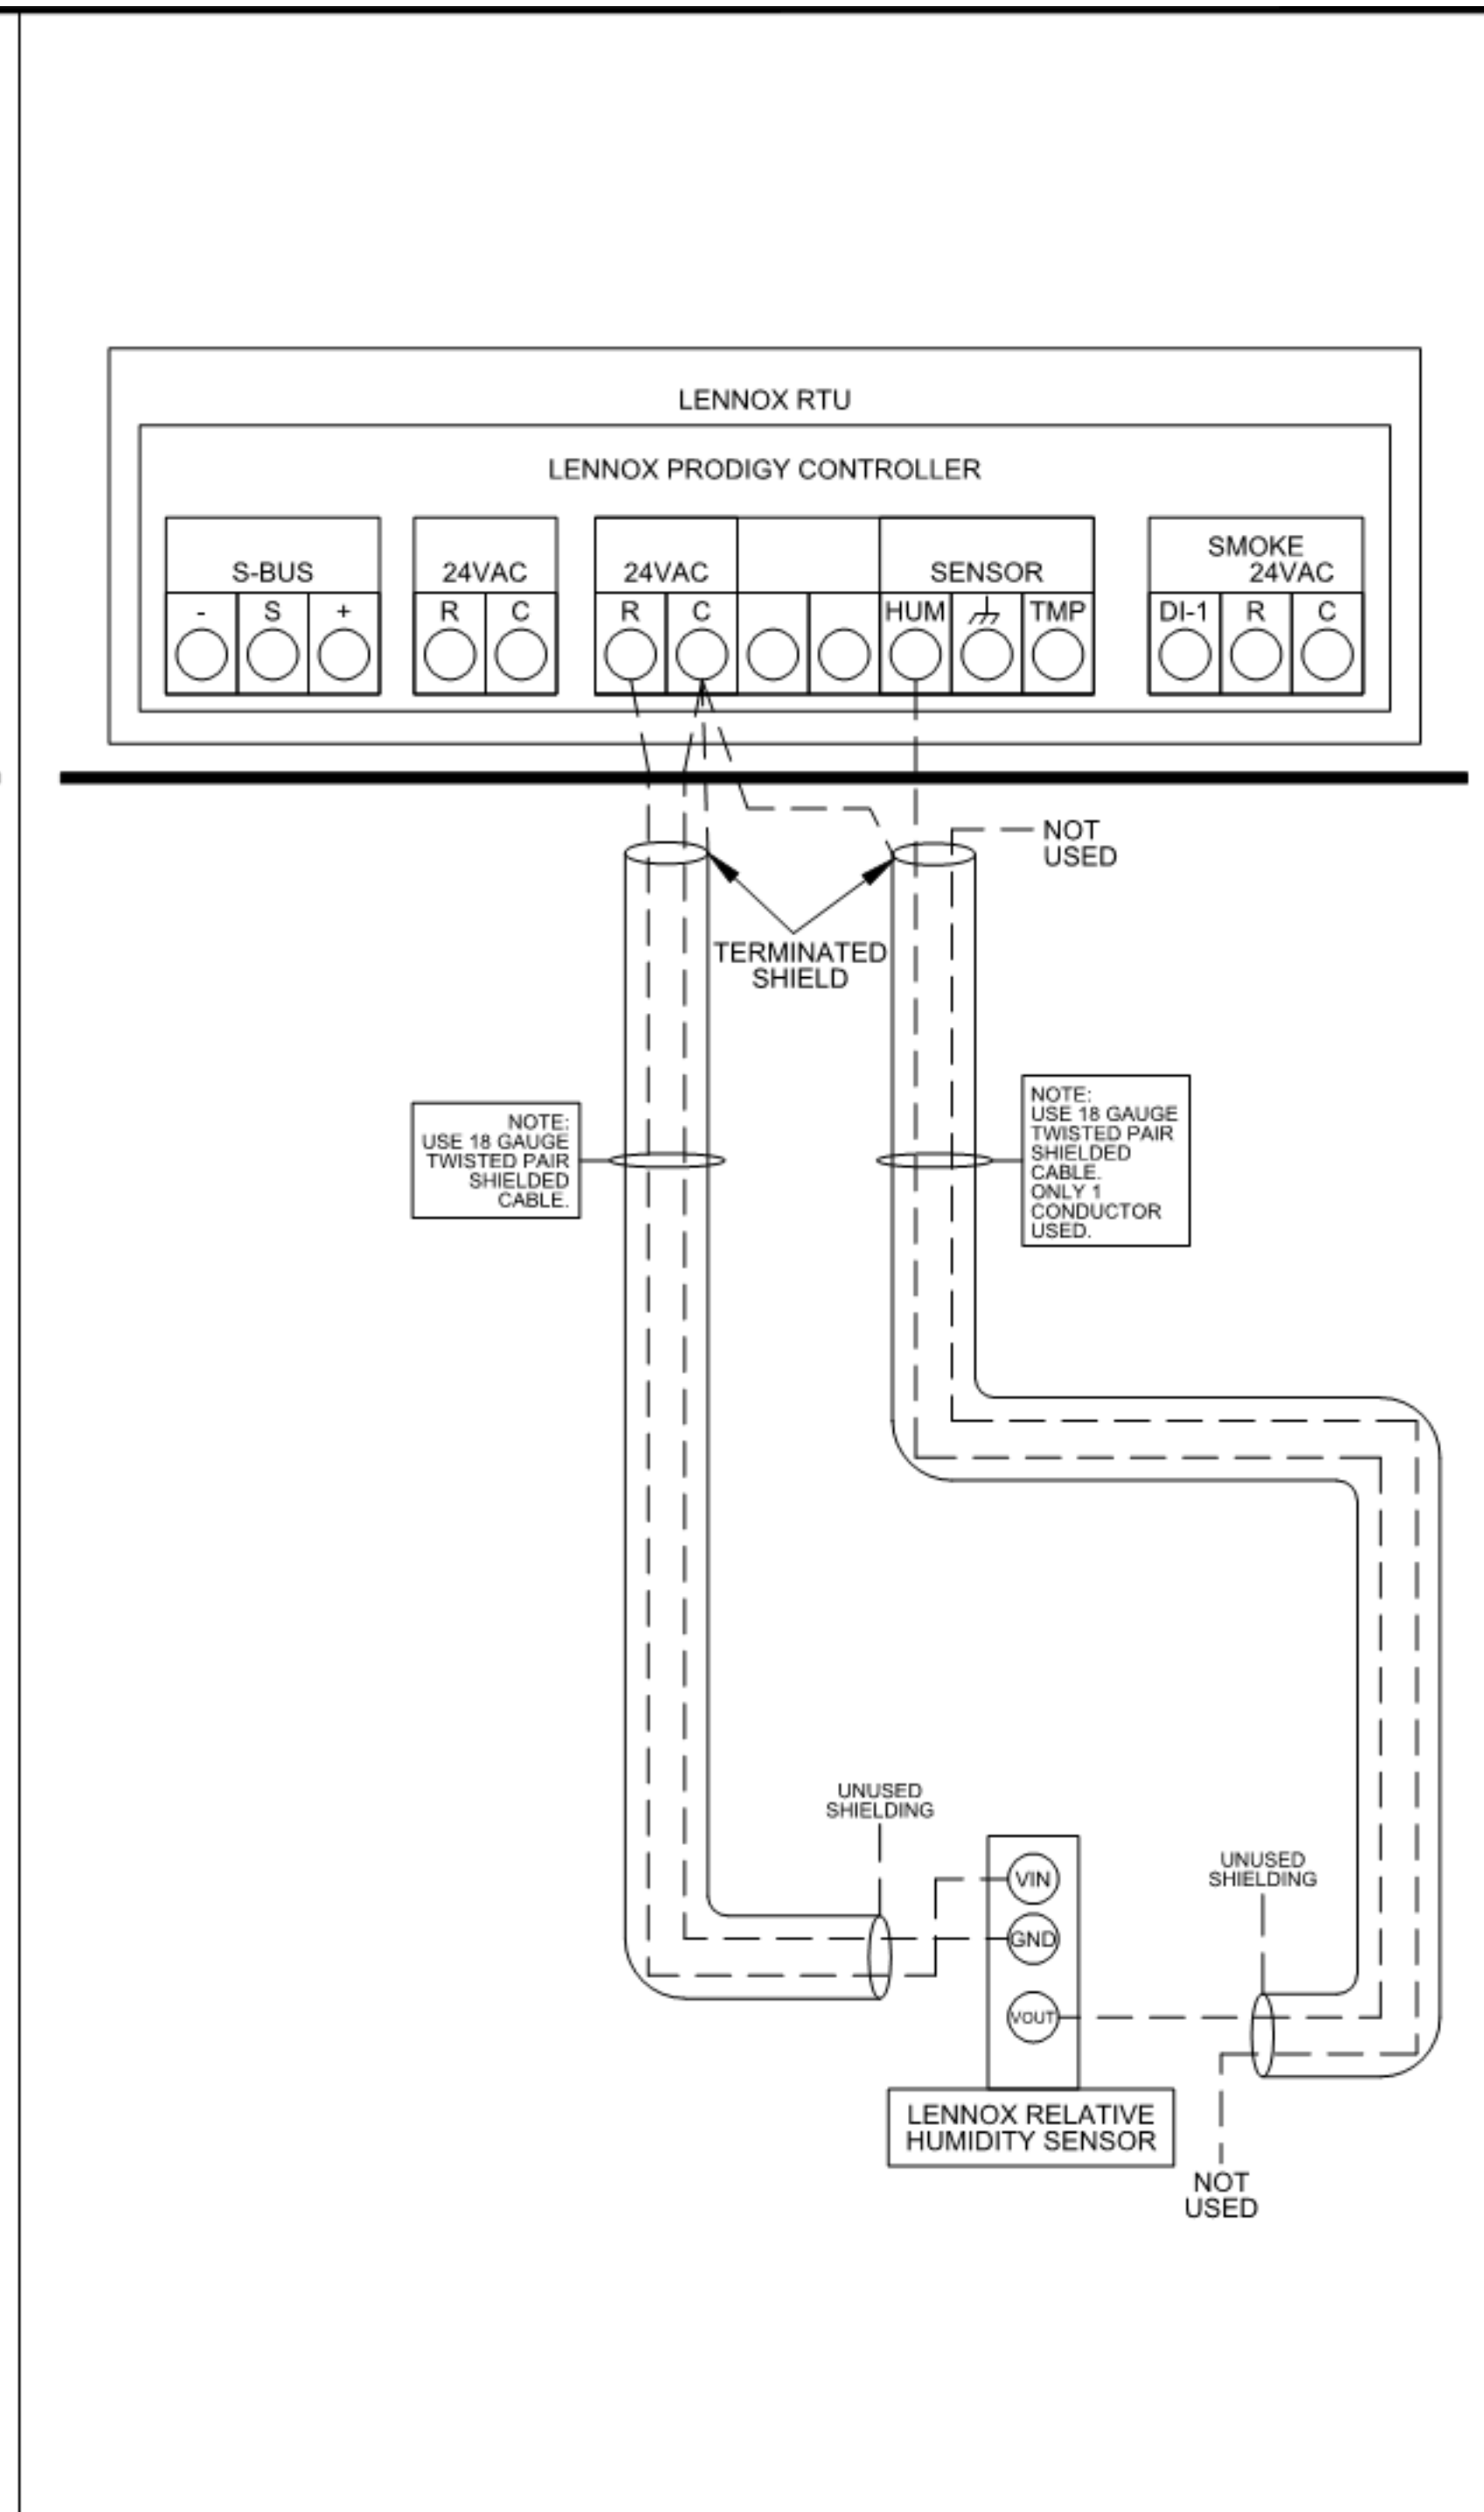 LENNOX RTU
LENNOX PRODIGY CONTROLLER
S-BUS
- S +
24VAC
R C
24VAC
R C
SENSOR
HUM TMP
SMOKE
24VAC
DI-1 R C
NOT
USED
TERMINATED
SHIELD
NOTE:
USE 18 GAUGE
TWISTED PAIR
SHIELDED
CABLE.
NOTE:
USE 18 GAUGE
TWISTED PAIR
SHIELDED
CABLE.
ONLY 1
CONDUCTOR
USED.
UNUSED
SHIELDING
VIN
GND
VOUT
UNUSED
SHIELDING
LENNOX RELATIVE
HUMIDITY SENSOR
NOT
USED